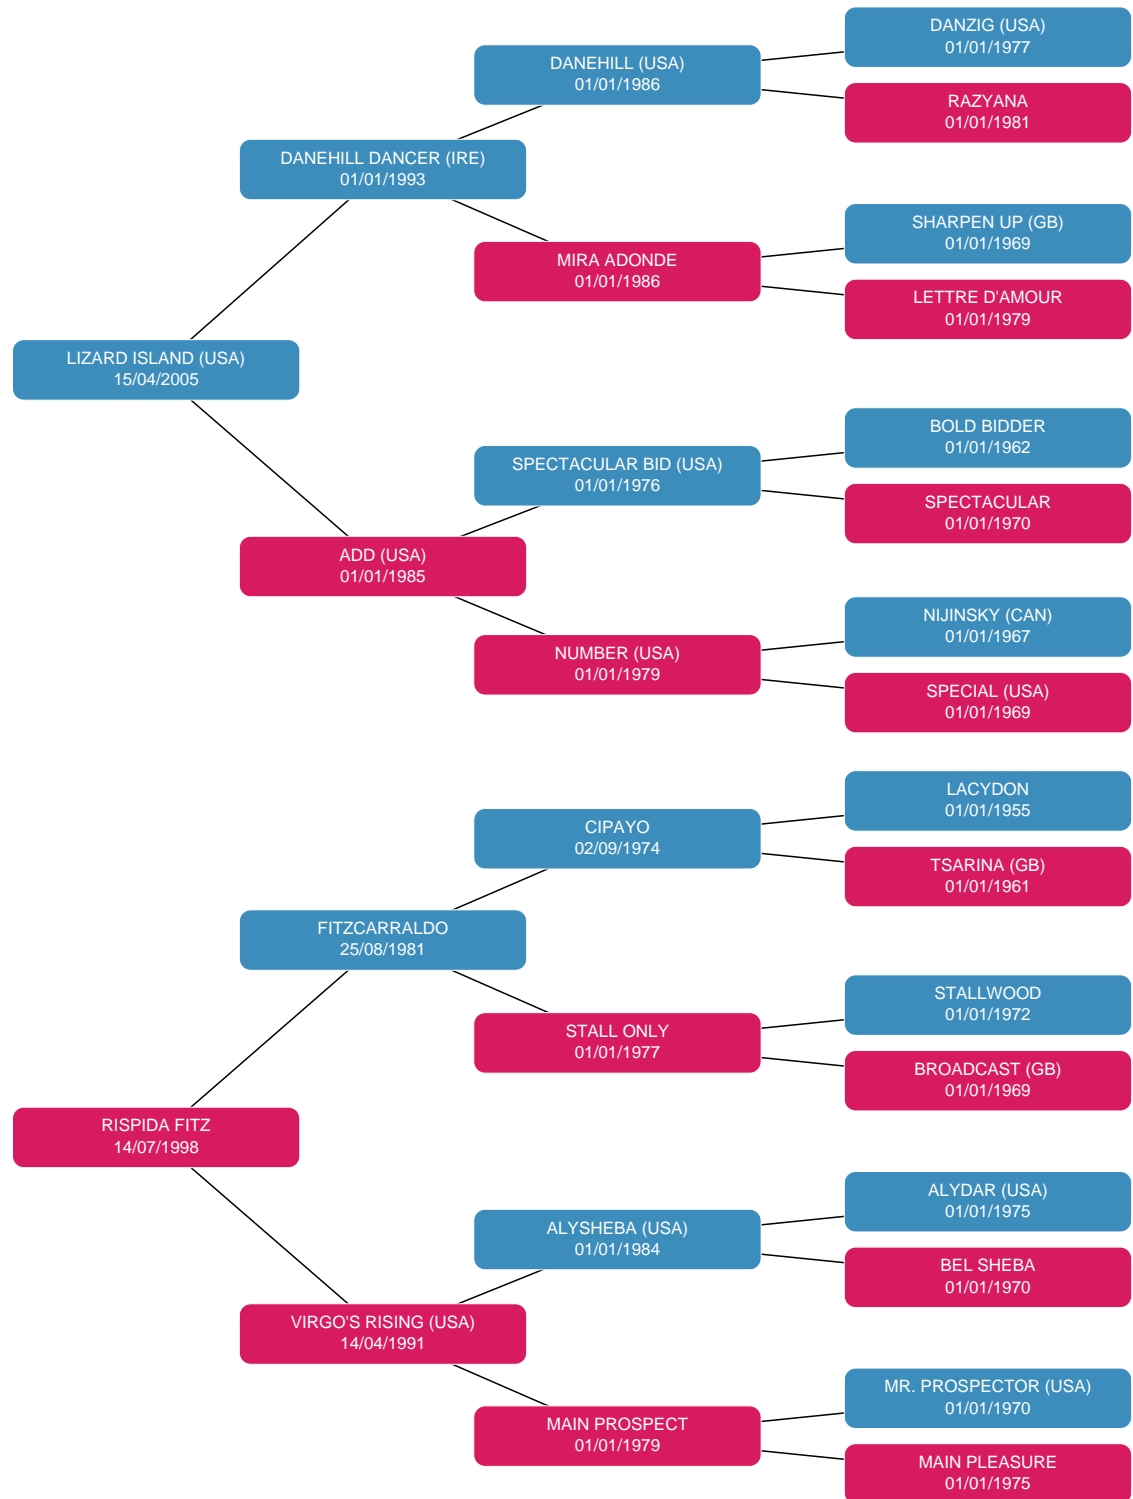 DANZIG (USA)
01/01/1977
DANEHILL (USA)
01/01/1986
RAZYANA
01/01/1981
DANEHILL DANCER (IRE)
01/01/1993
SHARPEN UP (GB)
01/01/1969
MIRA ADONDE
01/01/1986
LETTRE D'AMOUR
01/01/1979
LIZARD ISLAND (USA)
15/04/2005
BOLD BIDDER
01/01/1962
SPECTACULAR BID (USA)
01/01/1976
SPECTACULAR
01/01/1970
ADD (USA)
01/01/1985
NIJINSKY (CAN)
01/01/1967
NUMBER (USA)
01/01/1979
SPECIAL (USA)
01/01/1969
LACYDON
01/01/1955
CIPAYO
02/09/1974
TSARINA (GB)
01/01/1961
FITZCARRALDO
25/08/1981
STALLWOOD
01/01/1972
STALL ONLY
01/01/1977
BROADCAST (GB)
01/01/1969
RISPIDA FITZ
14/07/1998
ALYDAR (USA)
01/01/1975
ALYSHEBA (USA)
01/01/1984
BEL SHEBA
01/01/1970
VIRGO'S RISING (USA)
14/04/1991
MR. PROSPECTOR (USA)
01/01/1970
MAIN PROSPECT
01/01/1979
MAIN PLEASURE
01/01/1975